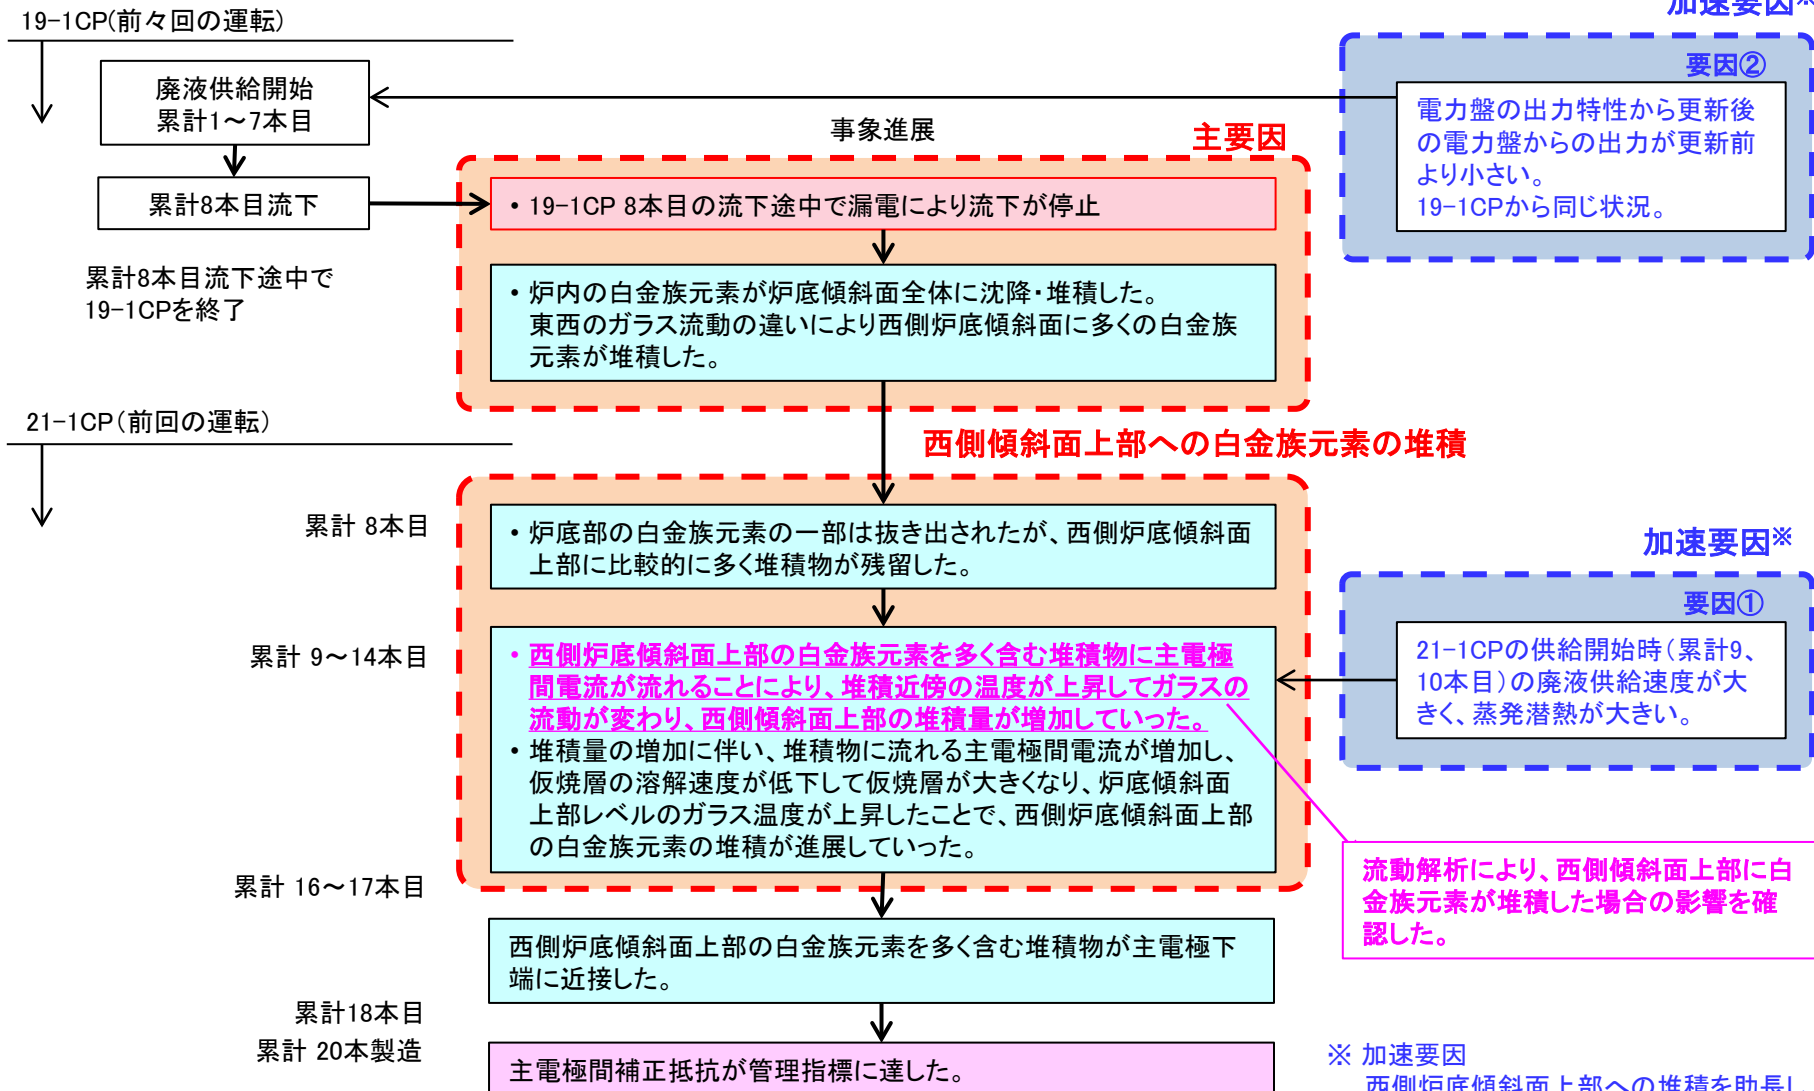 19-1CP(前々回の運転)
廃液供給開始
累計1～7本目
累計8本目流下
累計8本目流下途中で
19-1CPを終了
事象進展
主要因
・19-1CP 8本目の流下途中で漏電により流下が停止
・炉内の白金族元素が炉底傾斜面全体に沈降・堆積した。
東西のガラス流動の違いにより西側炉底傾斜面に多くの白金族
元素が堆積した。
加速要因※
要因②
電力盤の出力特性から更新後
の電力盤からの出力が更新前
より小さい。
19-1CPから同じ状況。
21-1CP(前回の運転)
西側傾斜面上部への白金族元素の堆積
累計 8本目
・炉底部の白金族元素の一部は抜き出されたが、西側炉底傾斜面
上部に比較的に多く堆積物が残留した。
累計 9～14本目
・西側炉底傾斜面上部の白金族元素を多く含む堆積物に主電極
間電流が流れることにより、堆積近傍の温度が上昇してガラスの
流動が変わり、西側傾斜面上部の堆積量が増加していった。
・堆積量の増加に伴い、堆積物に流れる主電極間電流が増加し、
仮焼層の溶解速度が低下して仮焼層が大きくなり、炉底傾斜面
上部レベルのガラス温度が上昇したことで、西側炉底傾斜面上部
の白金族元素の堆積が進展していった。
加速要因※
要因①
21-1CPの供給開始時(累計9、
10本目)の廃液供給速度が大
きく、蒸発潜熱が大きい。
流動解析により、西側傾斜面上部に白
金族元素が堆積した場合の影響を確
認した。
累計 16～17本目
西側炉底傾斜面上部の白金族元素を多く含む堆積物が主電極下
端に近接した。
累計18本目
累計 20本製造
主電極間補正抵抗が管理指標に達した。
※ 加速要因
西側炉底傾斜面上部への堆積を助長し